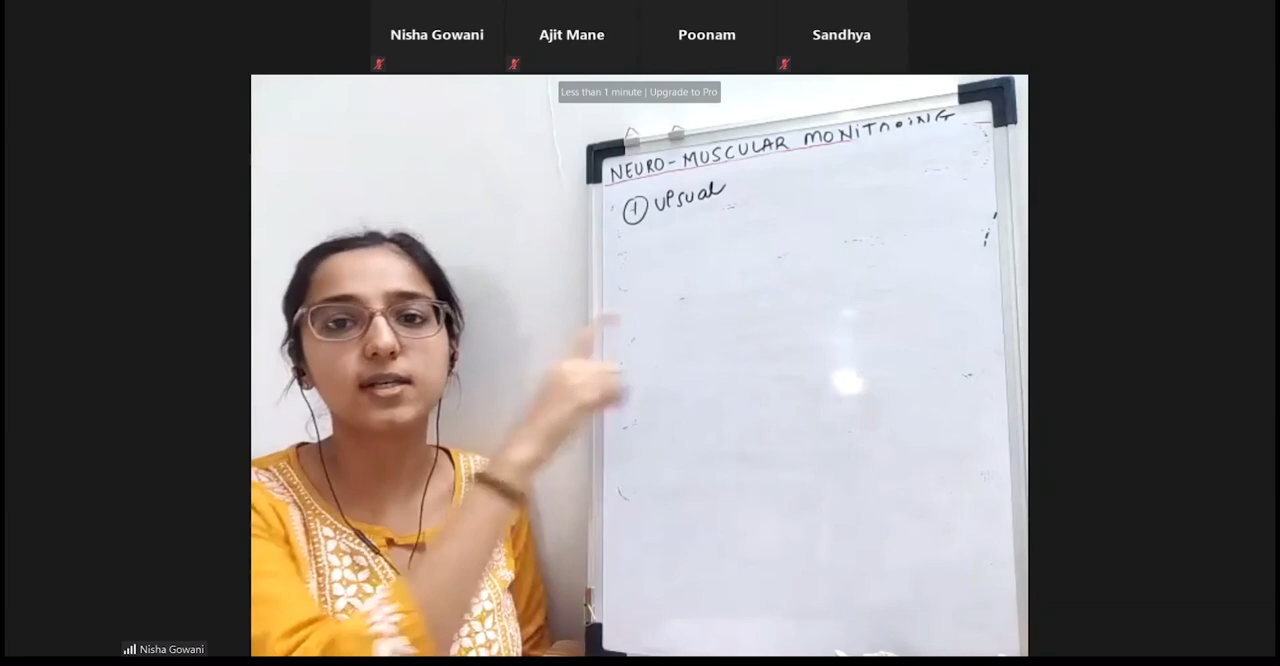 Nisha Gowani
Ajit Mane
Poonam
Sandhya
Less than 1 minute | Upgrade to Pro
NEURO-MUSCULAR MONITROING
① visual
Nisha Gowani